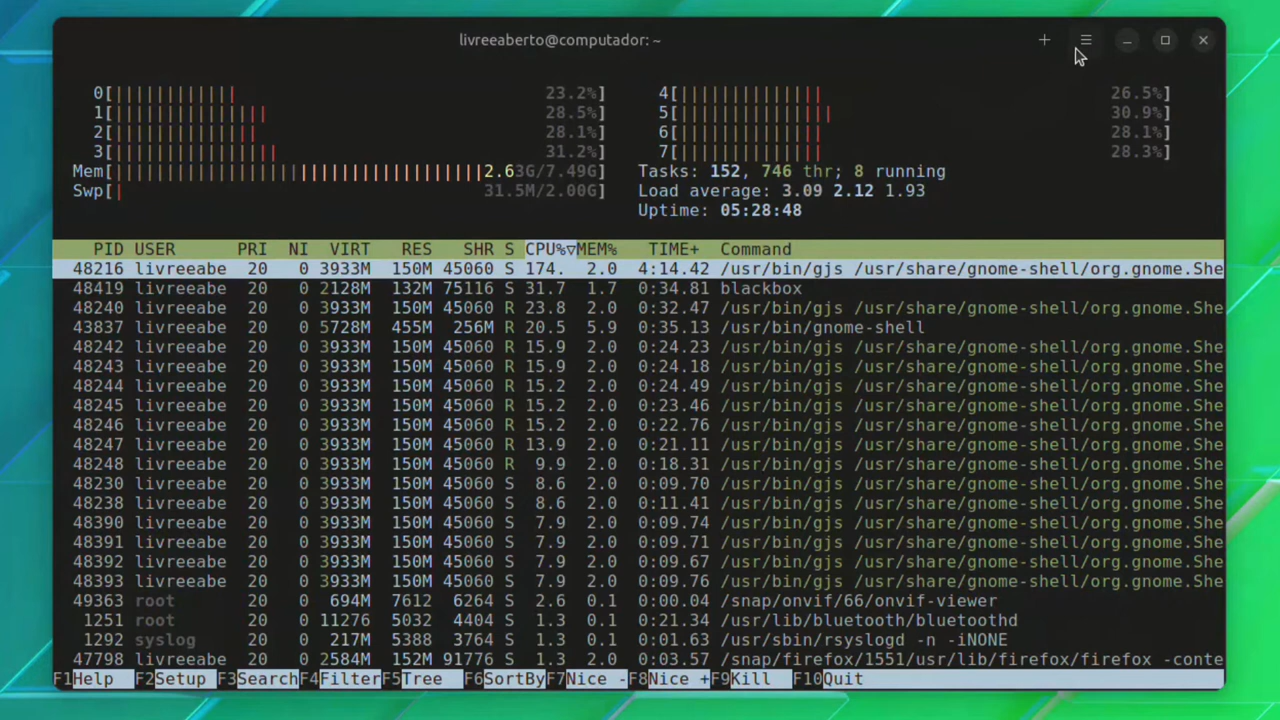 livreeaberto@computador: ~
0[||||||||||| 23.2%] 4[|||||||||||||| 26.5%]
1[|||||||||||||| 28.5%] 5[||||||||||||||| 30.9%]
2[||||||||||||| 28.1%] 6[|||||||||||||| 28.1%]
3[||||||||||||||| 31.2%] 7[|||||||||||||| 28.3%]
Mem[||||||||||||||||||||||||||||||||||2.63G/7.49G] Tasks: 152, 746 thr; 8 running
Swp[| 31.5M/2.00G] Load average: 3.09 2.12 1.93
Uptime: 05:28:48
PID USER PRI NI VIRT RES SHR S CPU%▽MEM% TIME+ Command
48216 livreeabe 20 0 3933M 150M 45060 S 174. 2.0 4:14.42 /usr/bin/gjs /usr/share/gnome-shell/org.gnome.She
48419 livreeabe 20 0 2128M 132M 75116 S 31.7 1.7 0:34.81 blackbox
48240 livreeabe 20 0 3933M 150M 45060 R 23.8 2.0 0:32.47 /usr/bin/gjs /usr/share/gnome-shell/org.gnome.She
43837 livreeabe 20 0 5728M 455M 256M R 20.5 5.9 0:35.13 /usr/bin/gnome-shell
48242 livreeabe 20 0 3933M 150M 45060 R 15.9 2.0 0:24.23 /usr/bin/gjs /usr/share/gnome-shell/org.gnome.She
48243 livreeabe 20 0 3933M 150M 45060 R 15.9 2.0 0:24.18 /usr/bin/gjs /usr/share/gnome-shell/org.gnome.She
48244 livreeabe 20 0 3933M 150M 45060 R 15.2 2.0 0:24.49 /usr/bin/gjs /usr/share/gnome-shell/org.gnome.She
48245 livreeabe 20 0 3933M 150M 45060 R 15.2 2.0 0:23.46 /usr/bin/gjs /usr/share/gnome-shell/org.gnome.She
48246 livreeabe 20 0 3933M 150M 45060 R 15.2 2.0 0:22.76 /usr/bin/gjs /usr/share/gnome-shell/org.gnome.She
48247 livreeabe 20 0 3933M 150M 45060 R 13.9 2.0 0:21.11 /usr/bin/gjs /usr/share/gnome-shell/org.gnome.She
48248 livreeabe 20 0 3933M 150M 45060 R 9.9 2.0 0:18.31 /usr/bin/gjs /usr/share/gnome-shell/org.gnome.She
48230 livreeabe 20 0 3933M 150M 45060 S 8.6 2.0 0:09.70 /usr/bin/gjs /usr/share/gnome-shell/org.gnome.She
48238 livreeabe 20 0 3933M 150M 45060 S 8.6 2.0 0:11.41 /usr/bin/gjs /usr/share/gnome-shell/org.gnome.She
48390 livreeabe 20 0 3933M 150M 45060 S 7.9 2.0 0:09.74 /usr/bin/gjs /usr/share/gnome-shell/org.gnome.She
48391 livreeabe 20 0 3933M 150M 45060 S 7.9 2.0 0:09.71 /usr/bin/gjs /usr/share/gnome-shell/org.gnome.She
48392 livreeabe 20 0 3933M 150M 45060 S 7.9 2.0 0:09.67 /usr/bin/gjs /usr/share/gnome-shell/org.gnome.She
48393 livreeabe 20 0 3933M 150M 45060 S 7.9 2.0 0:09.76 /usr/bin/gjs /usr/share/gnome-shell/org.gnome.She
49363 root 20 0 694M 7612 6264 S 2.6 0.1 0:00.04 /snap/onvif/66/onvif-viewer
1251 root 20 0 11276 5032 4404 S 1.3 0.1 0:21.34 /usr/lib/bluetooth/bluetoothd
1292 syslog 20 0 217M 5388 3764 S 1.3 0.1 0:01.63 /usr/sbin/rsyslogd -n -iNONE
47798 livreeabe 20 0 2584M 152M 91776 S 1.3 2.0 0:03.57 /snap/firefox/1551/usr/lib/firefox/firefox -conte
F1Help F2Setup F3SearchF4FilterF5Tree F6SortByF7Nice -F8Nice +F9Kill F10Quit